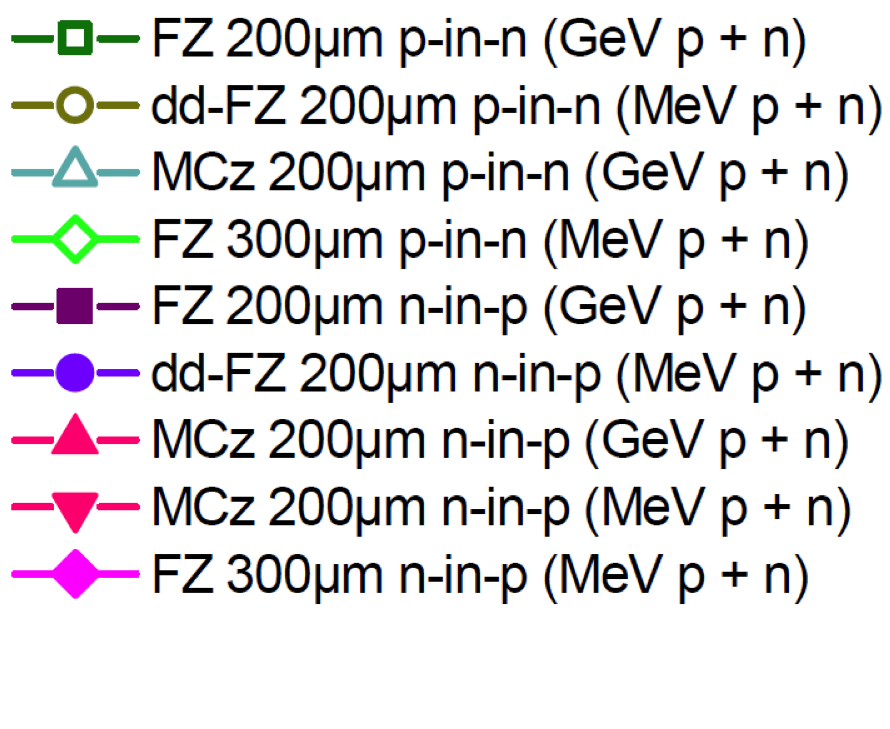 FZ 200μm p-in-n (GeV p + n)
dd-FZ 200μm p-in-n (MeV p + n)
MCz 200μm p-in-n (GeV p + n)
FZ 300μm p-in-n (MeV p + n)
FZ 200μm n-in-p (GeV p + n)
dd-FZ 200μm n-in-p (MeV p + n)
MCz 200μm n-in-p (GeV p + n)
MCz 200μm n-in-p (MeV p + n)
FZ 300μm n-in-p (MeV p + n)